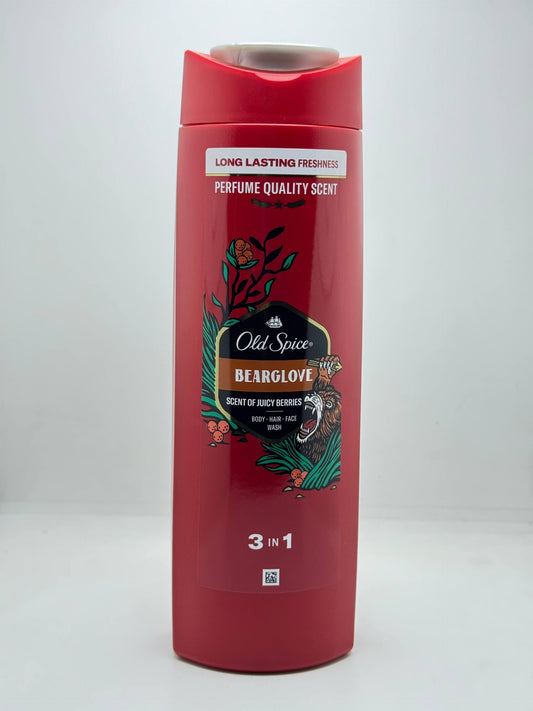 LONG LASTING FRESHNESS
PERFUME QUALITY SCENT
Old Spice®
BEARGLOVE
SCENT OF JUICY BERRIES
BODY - HAIR - FACE
WASH
3 IN 1